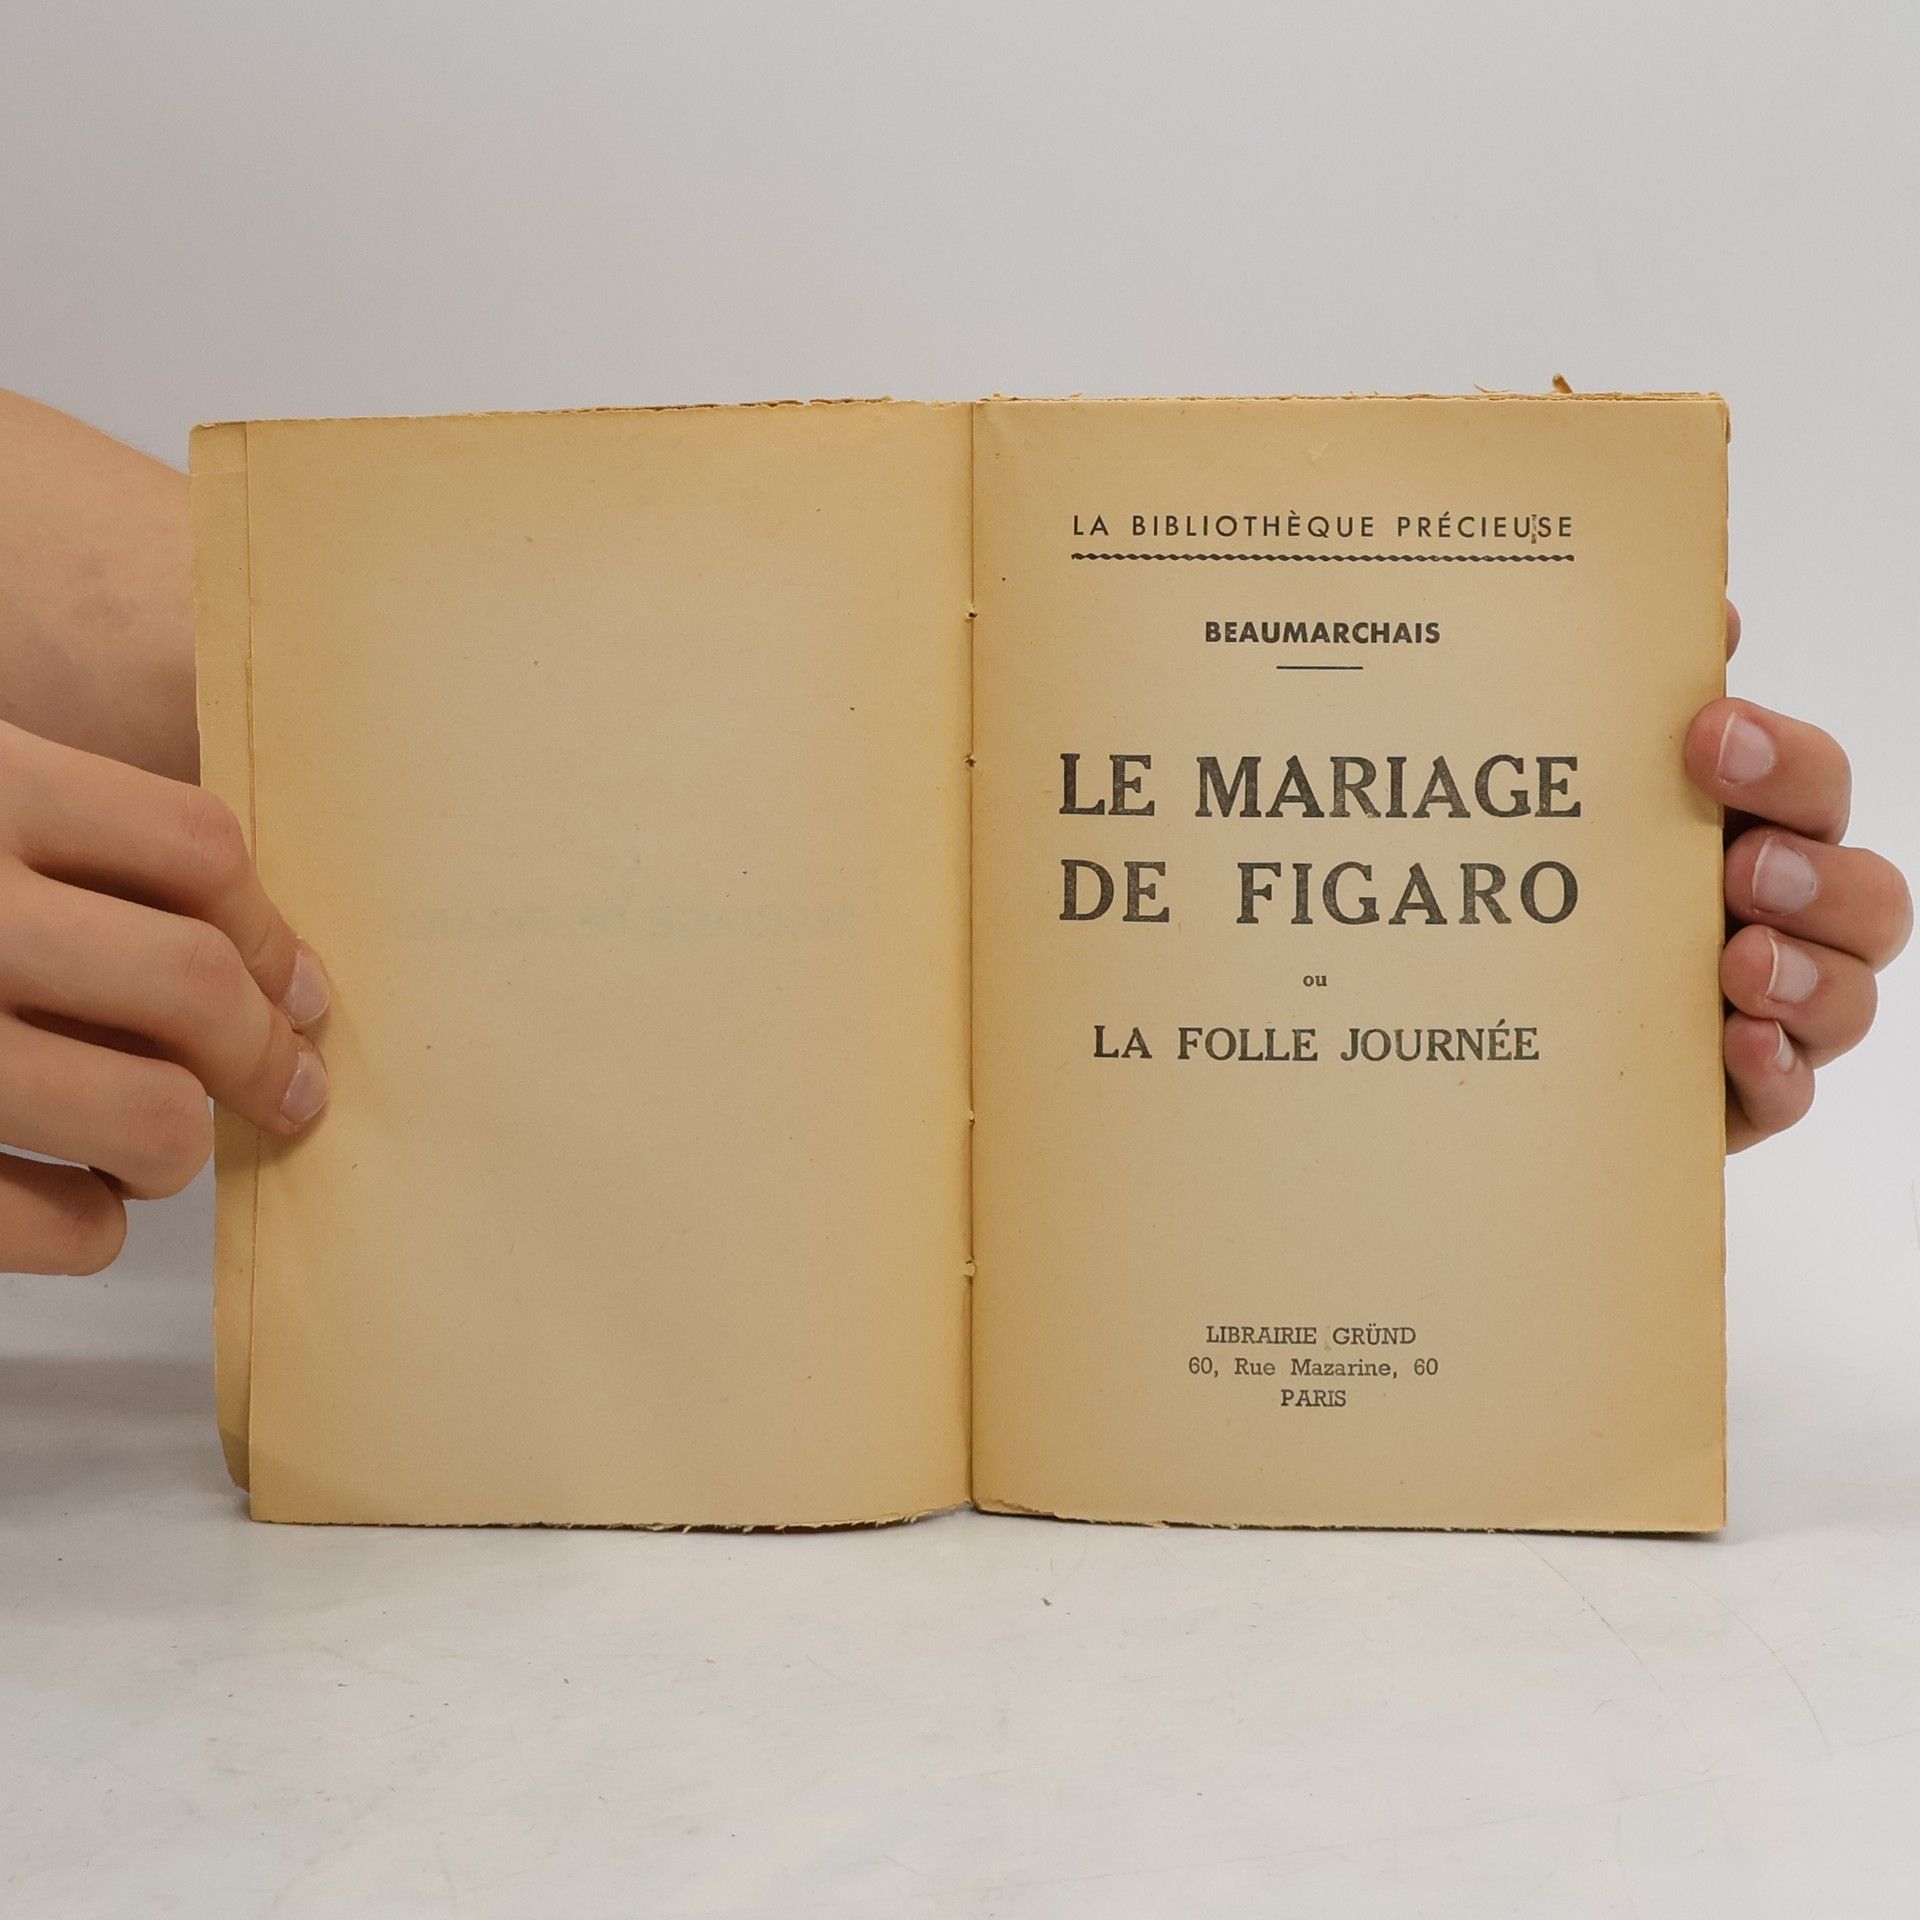 LA BIBLIOTHÈQUE PRÉCIEUSE
BEAUMARCHAIS
LE MARIAGE
DE FIGARO
ou
LA FOLLE JOURNÉE
LIBRAIRIE GRÜND
60, Rue Mazarine, 60
PARIS